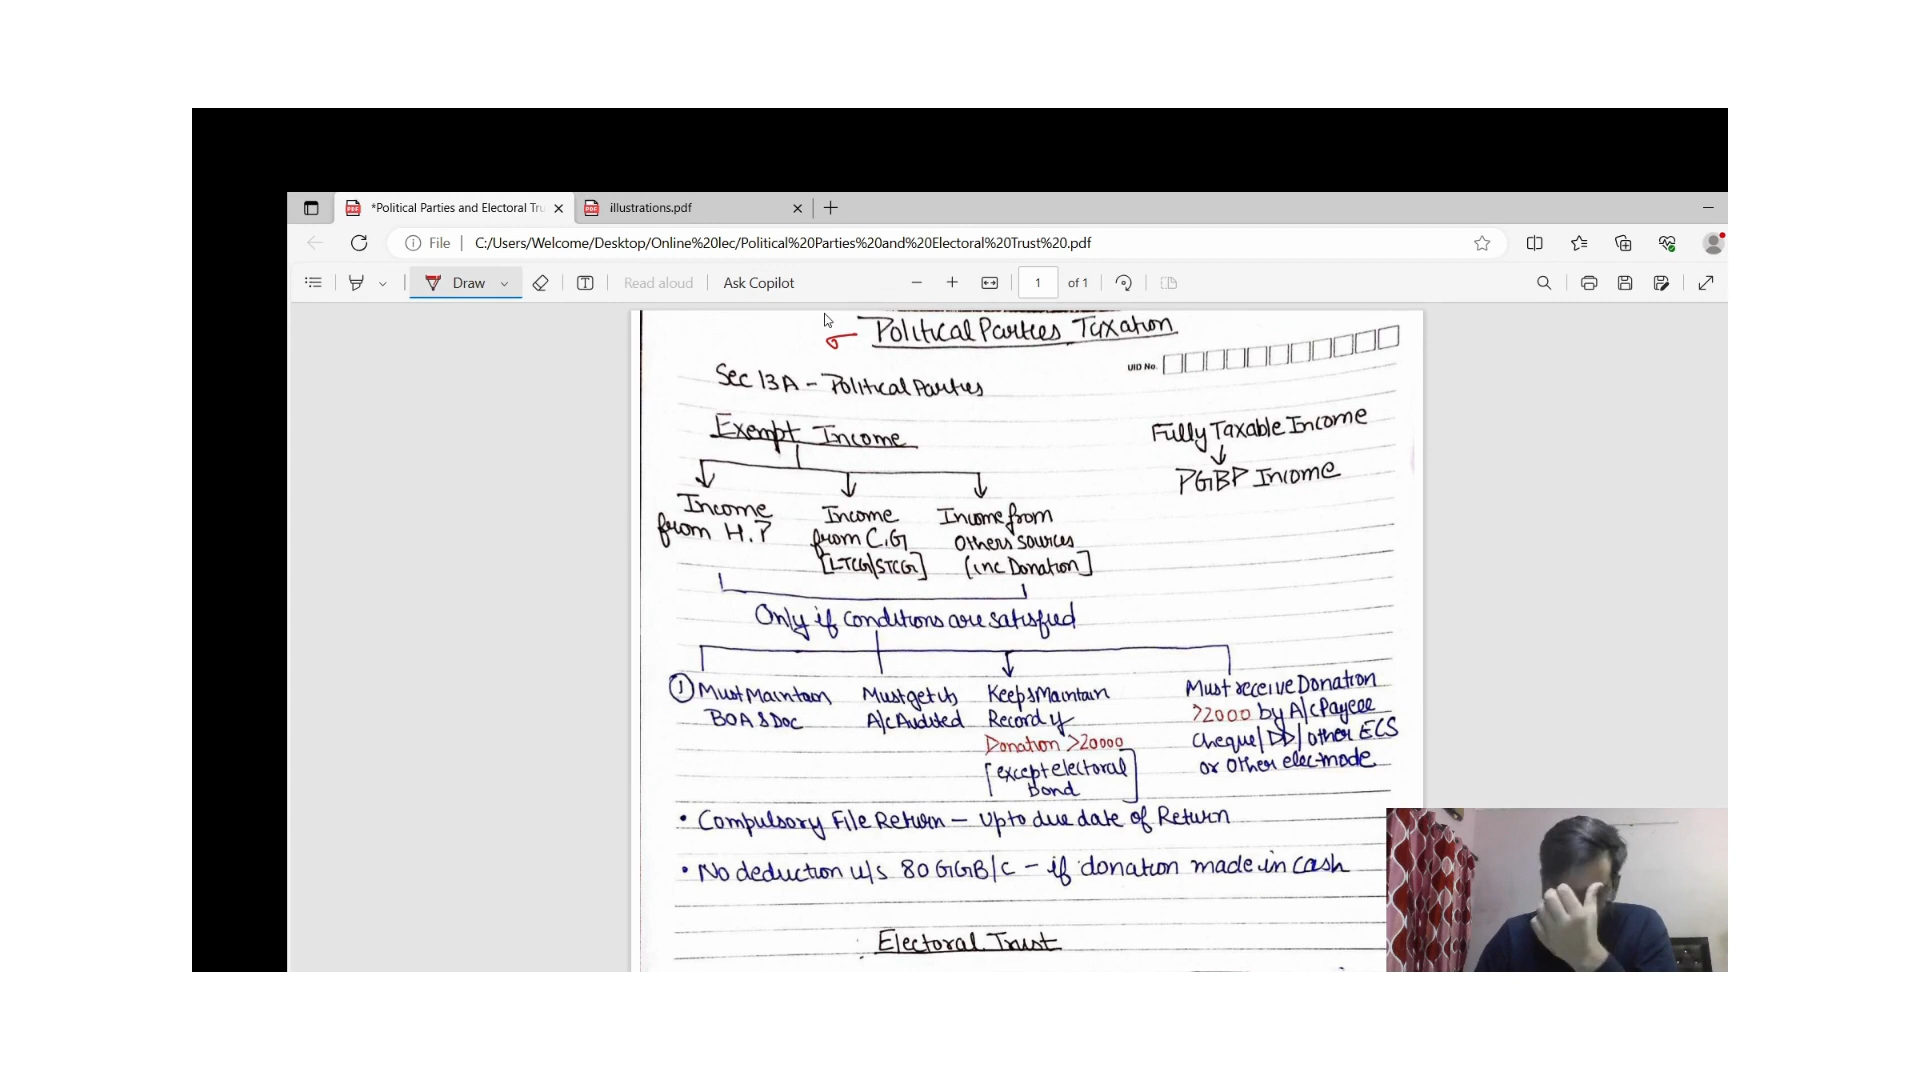 *Political Parties and Electoral Tru
illustrations.pdf
File
C:/Users/Welcome/Desktop/Online%20lec/Political%20Parties%20and%20Electoral%20Trust%20.pdf
Draw
Read aloud
Ask Copilot
1 of 1
Political Parties Taxation
UID No.
Sec 13A - Political Parties
Exempt Income
Fully Taxable Income
PGBP Income
Income from H.P
Income from C.G [LTCG/STCG]
Income from Others sources [inc Donation]
Only if conditions are satisfied
① Must Maintain BOA & Doc
Must get its A/c Audited
Keep & Maintain Record if Donation >20000 [except electoral Bond]
Must receive Donation >2000 by A/c Payee Cheque/DD/other ECS or other elec-mode
• Compulsory File Return - Upto due date of Return
• No deduction u/s 80GGB/C - if donation made in cash
Electoral Trust